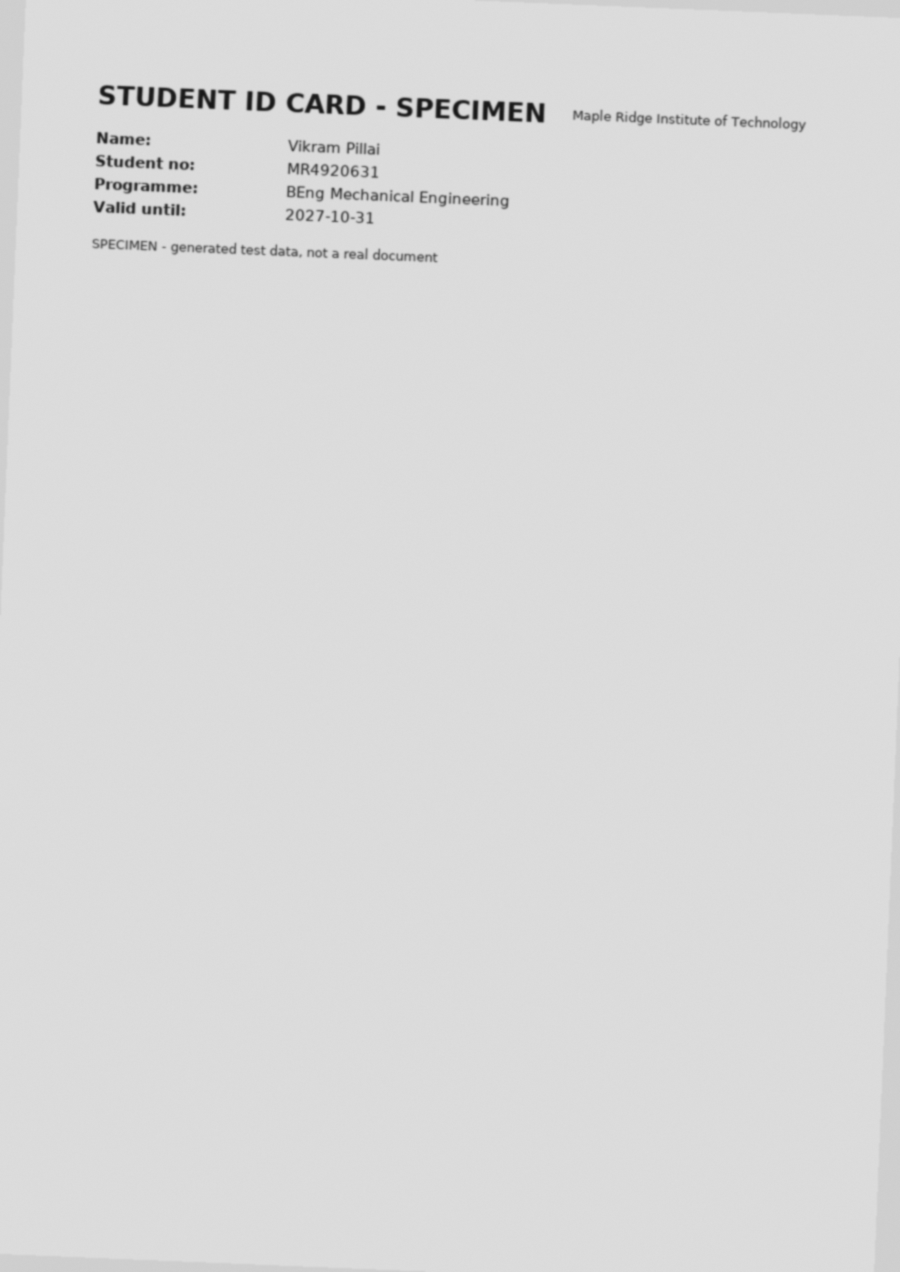 STUDENT ID CARD - SPECIMEN Maple Ridge Institute of Technology
Name: Vikram Pillai
Student no: MR4920631
Programme: BEng Mechanical Engineering
Valid until: 2027-10-31
SPECIMEN - generated test data, not a real document